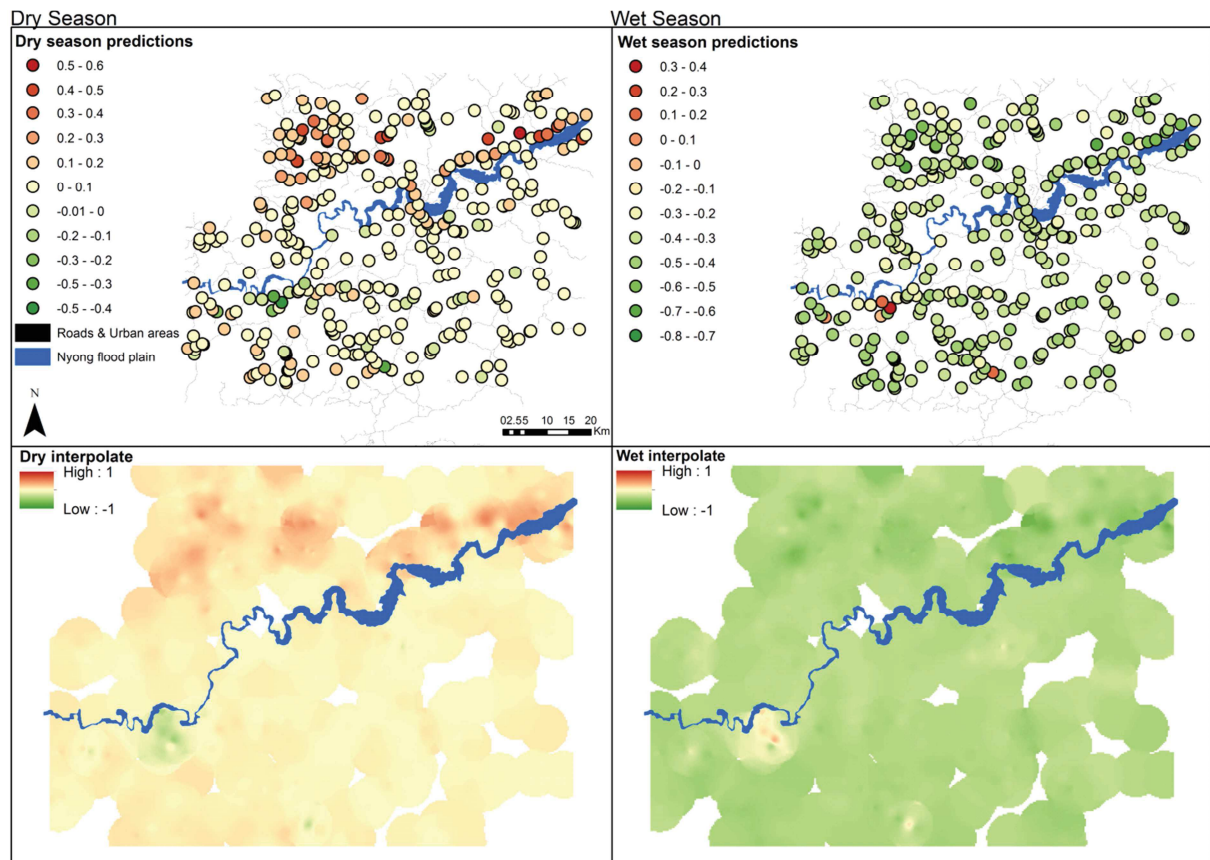 Dry Season
Wet Season
Dry season predictions
0.5 - 0.6
0.4 - 0.5
0.3 - 0.4
0.2 - 0.3
0.1 - 0.2
0 - 0.1
-0.01 - 0
-0.2 - -0.1
-0.3 - -0.2
-0.5 - -0.3
-0.5 - -0.4
Roads & Urban areas
Nyong flood plain
N
02.55 10 15 20
Km
Wet season predictions
0.3 - 0.4
0.2 - 0.3
0.1 - 0.2
0 - 0.1
-0.1 - 0
-0.2 - -0.1
-0.3 - -0.2
-0.4 - -0.3
-0.5 - -0.4
-0.6 - -0.5
-0.7 - -0.6
-0.8 - -0.7
Dry interpolate
High : 1
Low : -1
Wet interpolate
High : 1
Low : -1